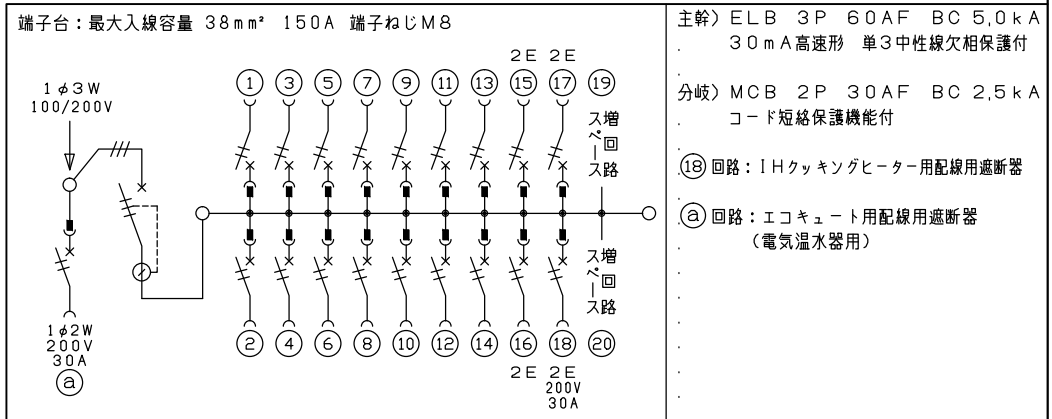 端子台：最大入線容量 38mm² 150A 端子ねじM8
1φ3W
100/200V
2E 2E
① ③ ⑤ ⑦ ⑨ ⑪ ⑬ ⑮ ⑰ ⑲
増回路
スペース
増回路
スペース
② ④ ⑥ ⑧ ⑩ ⑫ ⑭ ⑯ ⑱ ⑳
2E 2E
200V
30A
1φ2W
200V
30A
ⓐ
主幹）ELB 3P 60AF BC 5,0kA
30mA高速形 単3中性線欠相保護付
分岐）MCB 2P 30AF BC 2,5kA
コード短絡保護機能付
⑱回路：IHクッキングヒーター用配線用遮断器
ⓐ回路：エコキュート用配線用遮断器
（電気温水器用）